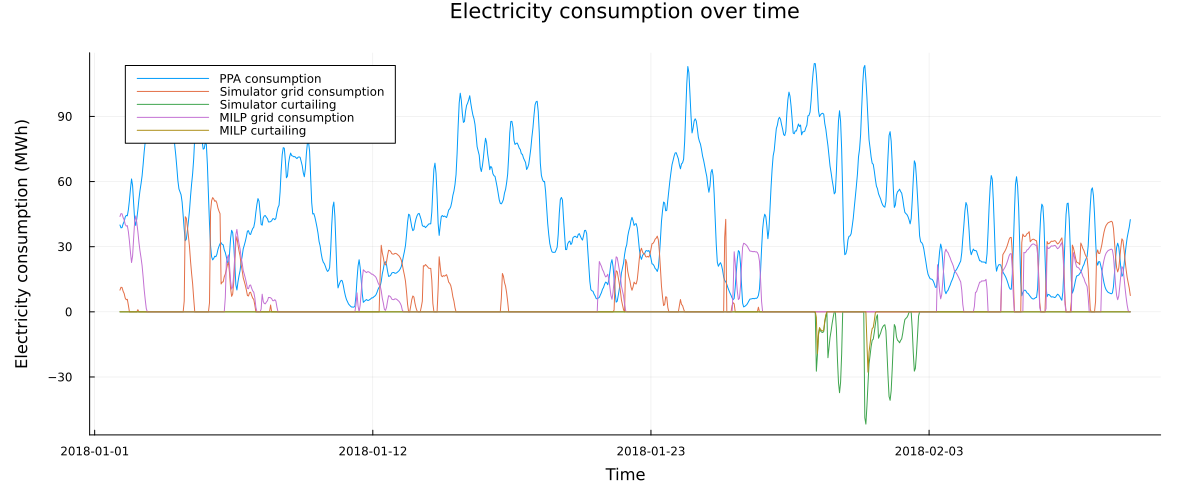 Electricity consumption over time
PPA consumption
Simulator grid consumption
Simulator curtailing
MILP grid consumption
MILP curtailing
Electricity consumption (MWh)
90
60
30
0
−30
2018-01-01
2018-01-12
2018-01-23
2018-02-03
Time